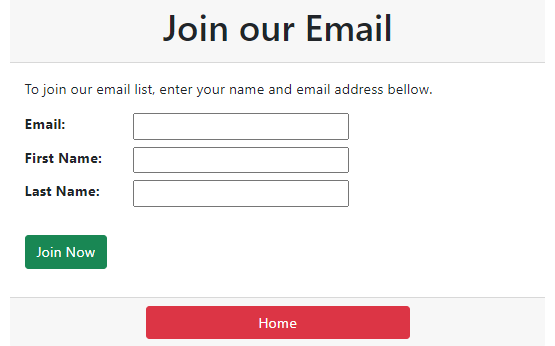 Join our Email
To join our email list, enter your name and email address bellow.
Email:
First Name:
Last Name:
Join Now
Home